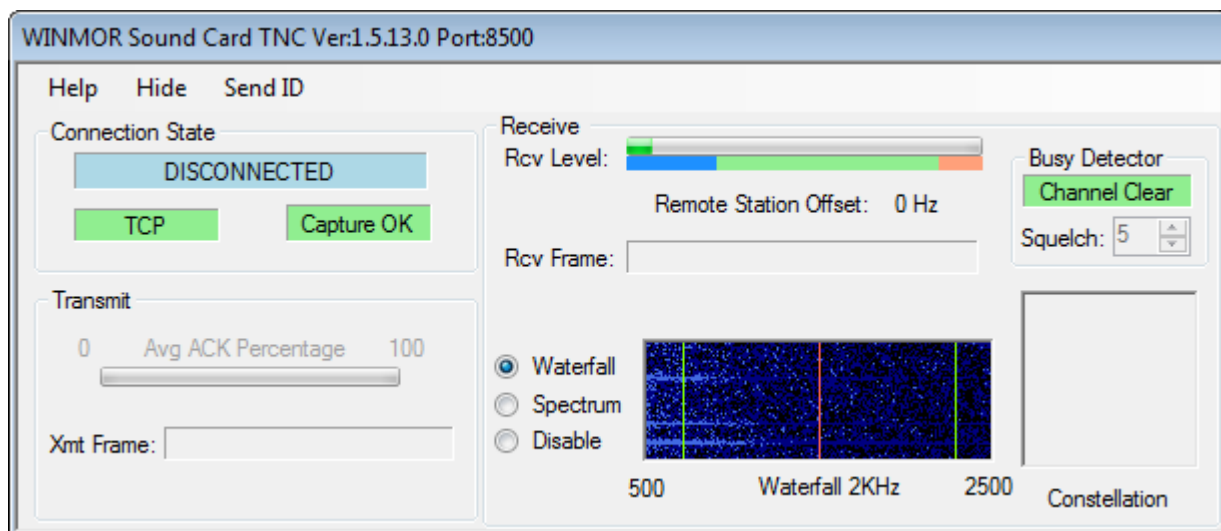 WINMOR Sound Card TNC Ver:1.5.13.0 Port:8500
Help Hide Send ID
Connection State
DISCONNECTED
TCP Capture OK
Transmit
0 Avg ACK Percentage 100
Xmt Frame:
Receive
Rcv Level:
Remote Station Offset: 0 Hz
Rcv Frame:
Busy Detector
Channel Clear
Squelch: 5
Waterfall
Spectrum
Disable
500 Waterfall 2KHz 2500
Constellation